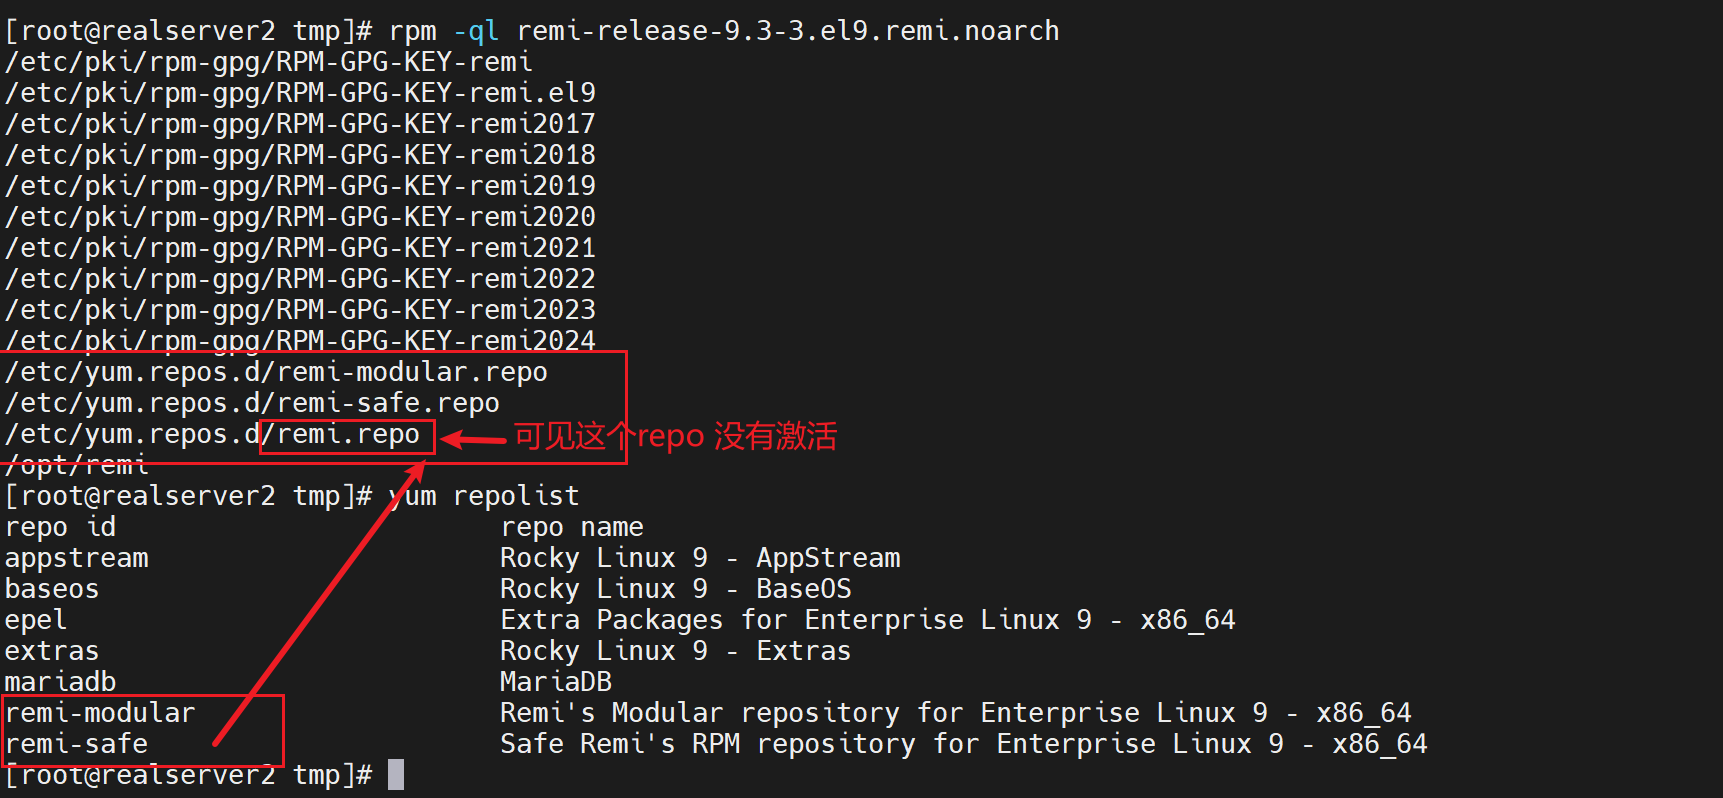 [root@realserver2 tmp]# rpm -ql remi-release-9.3-3.el9.remi.noarch
/etc/pki/rpm-gpg/RPM-GPG-KEY-remi
/etc/pki/rpm-gpg/RPM-GPG-KEY-remi.el9
/etc/pki/rpm-gpg/RPM-GPG-KEY-remi2017
/etc/pki/rpm-gpg/RPM-GPG-KEY-remi2018
/etc/pki/rpm-gpg/RPM-GPG-KEY-remi2019
/etc/pki/rpm-gpg/RPM-GPG-KEY-remi2020
/etc/pki/rpm-gpg/RPM-GPG-KEY-remi2021
/etc/pki/rpm-gpg/RPM-GPG-KEY-remi2022
/etc/pki/rpm-gpg/RPM-GPG-KEY-remi2023
/etc/pki/rpm-gpg/RPM-GPG-KEY-remi2024
/etc/yum.repos.d/remi-modular.repo
/etc/yum.repos.d/remi-safe.repo
/etc/yum.repos.d/remi.repo 可见这个repo 没有激活
/opt/remi
[root@realserver2 tmp]# yum repolist
repo id repo name
appstream Rocky Linux 9 - AppStream
baseos Rocky Linux 9 - BaseOS
epel Extra Packages for Enterprise Linux 9 - x86_64
extras Rocky Linux 9 - Extras
mariadb MariaDB
remi-modular Remi's Modular repository for Enterprise Linux 9 - x86_64
remi-safe Safe Remi's RPM repository for Enterprise Linux 9 - x86_64
[root@realserver2 tmp]#